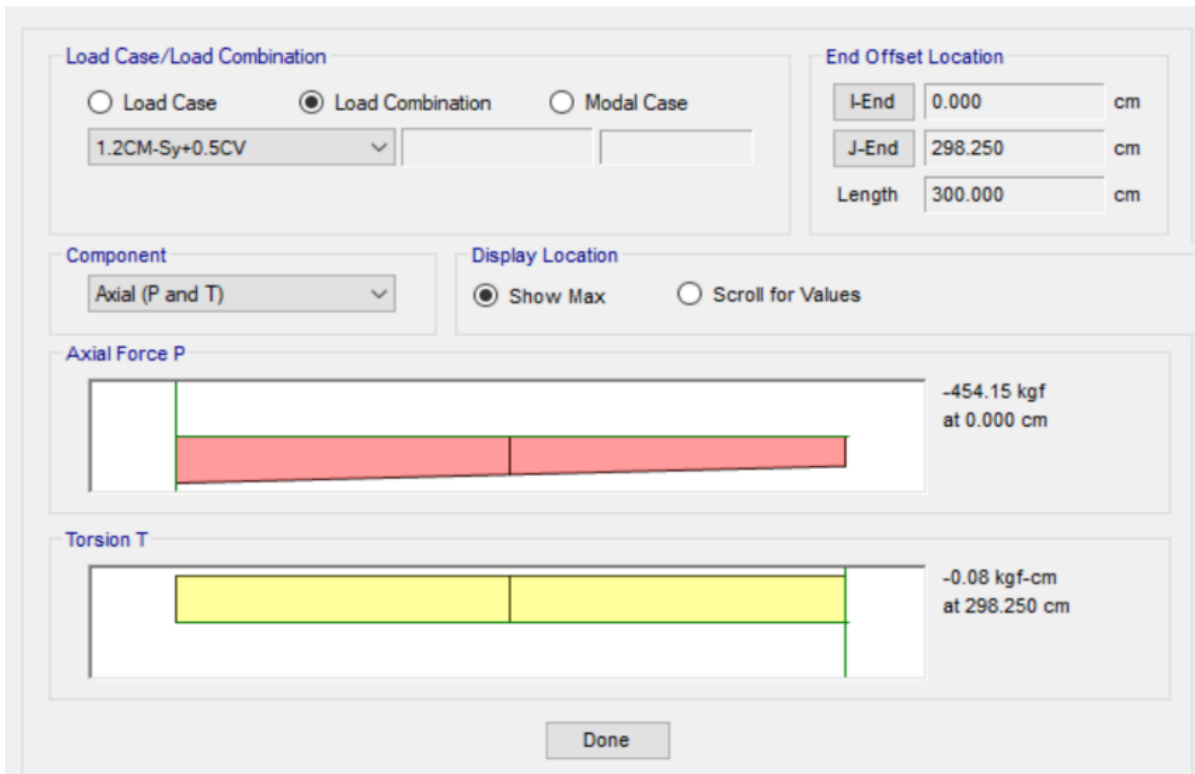 Load Case/Load Combination
Load Case Load Combination Modal Case
1.2CM-Sy+0.5CV
End Offset Location
I-End 0.000 cm
J-End 298.250 cm
Length 300.000 cm
Component
Axial (P and T)
Display Location
Show Max Scroll for Values
Axial Force P
-454.15 kgf
at 0.000 cm
Torsion T
-0.08 kgf-cm
at 298.250 cm
Done